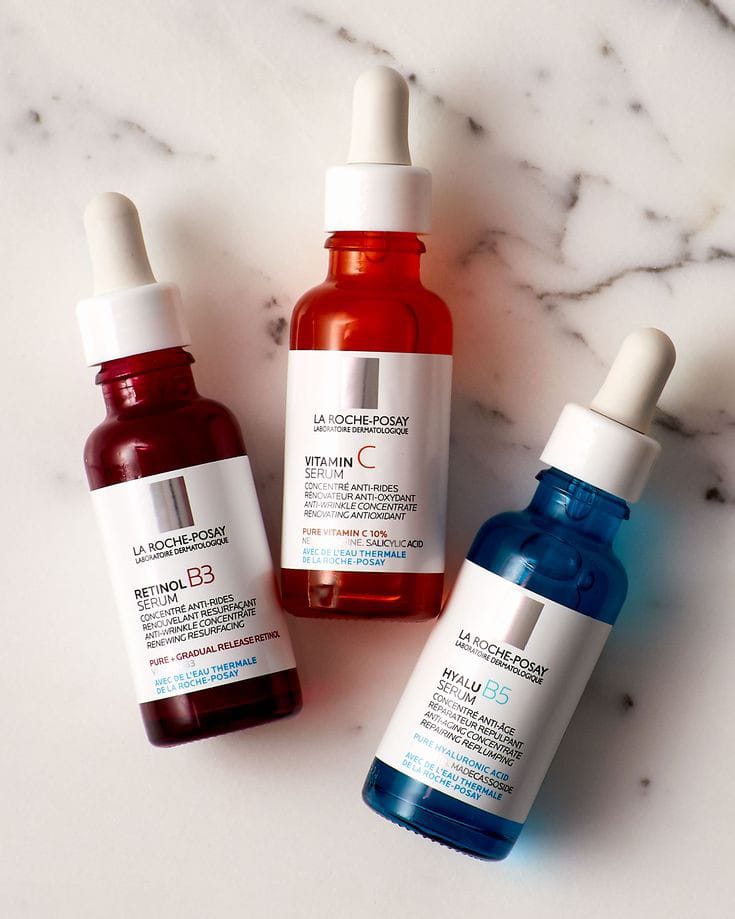 LA ROCHE-POSAY
LABORATOIRE DERMATOLOGIQUE
RETINOL B3
SERUM
CONCENTRÉ ANTI-RIDES
RENOUVELANT RESURFAÇANT
ANTI-WRINKLE CONCENTRATE
RENEWING RESURFACING
PURE + GRADUAL RELEASE RETINOL
B3
AVEC DE L'EAU THERMALE
DE LA ROCHE-POSAY
LA ROCHE-POSAY
LABORATOIRE DERMATOLOGIQUE
VITAMIN C
SERUM
CONCENTRÉ ANTI-RIDES
RÉNOVATEUR ANTI-OXYDANT
ANTI-WRINKLE CONCENTRATE
RENOVATING ANTIOXIDANT
PURE VITAMIN C 10%
SALICYLIC ACID
AVEC DE L'EAU THERMALE
DE LA ROCHE-POSAY
LA ROCHE-POSAY
LABORATOIRE DERMATOLOGIQUE
HYALU B5
SERUM
CONCENTRÉ ANTI-ÂGE
RÉPARATEUR REPULPANT
ANTI-AGING CONCENTRATE
REPAIRING REPLUMPING
PURE HYALURONIC ACID
MADECASSOSIDE
AVEC DE L'EAU THERMALE
DE LA ROCHE-POSAY